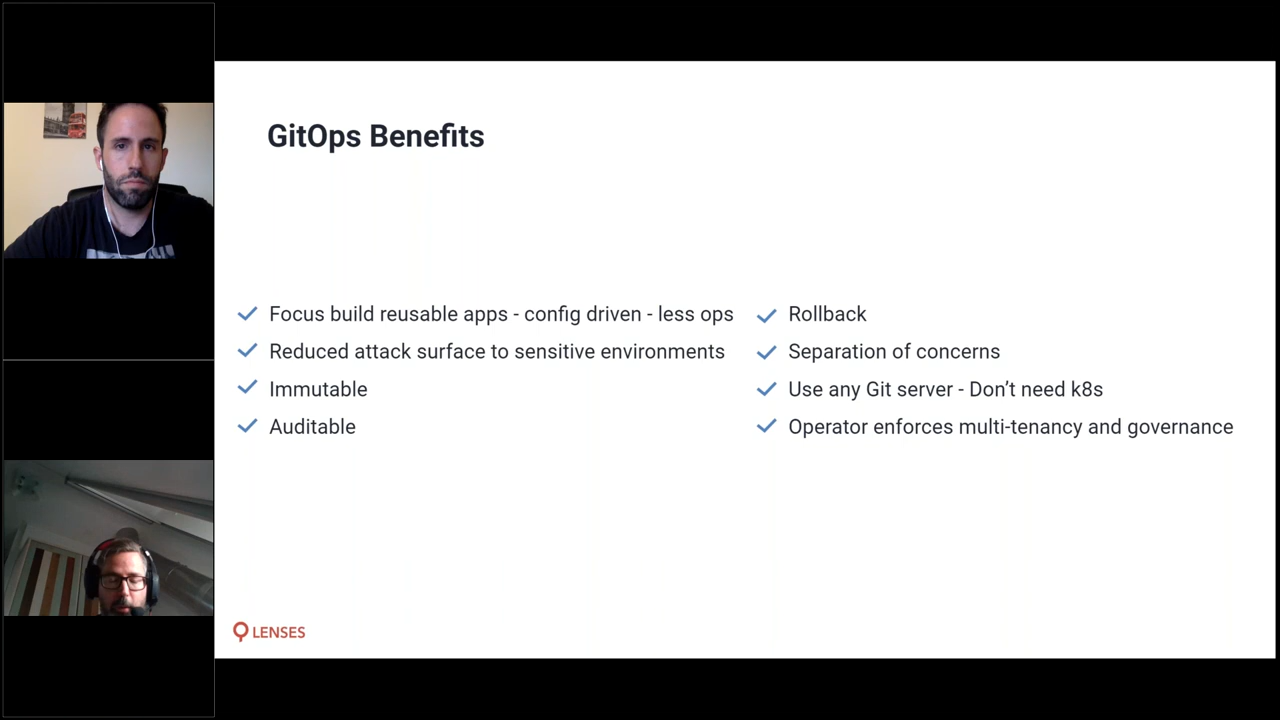 GitOps Benefits
Focus build reusable apps - config driven - less ops
Reduced attack surface to sensitive environments
Immutable
Auditable
Rollback
Separation of concerns
Use any Git server - Don’t need k8s
Operator enforces multi-tenancy and governance
LENSES